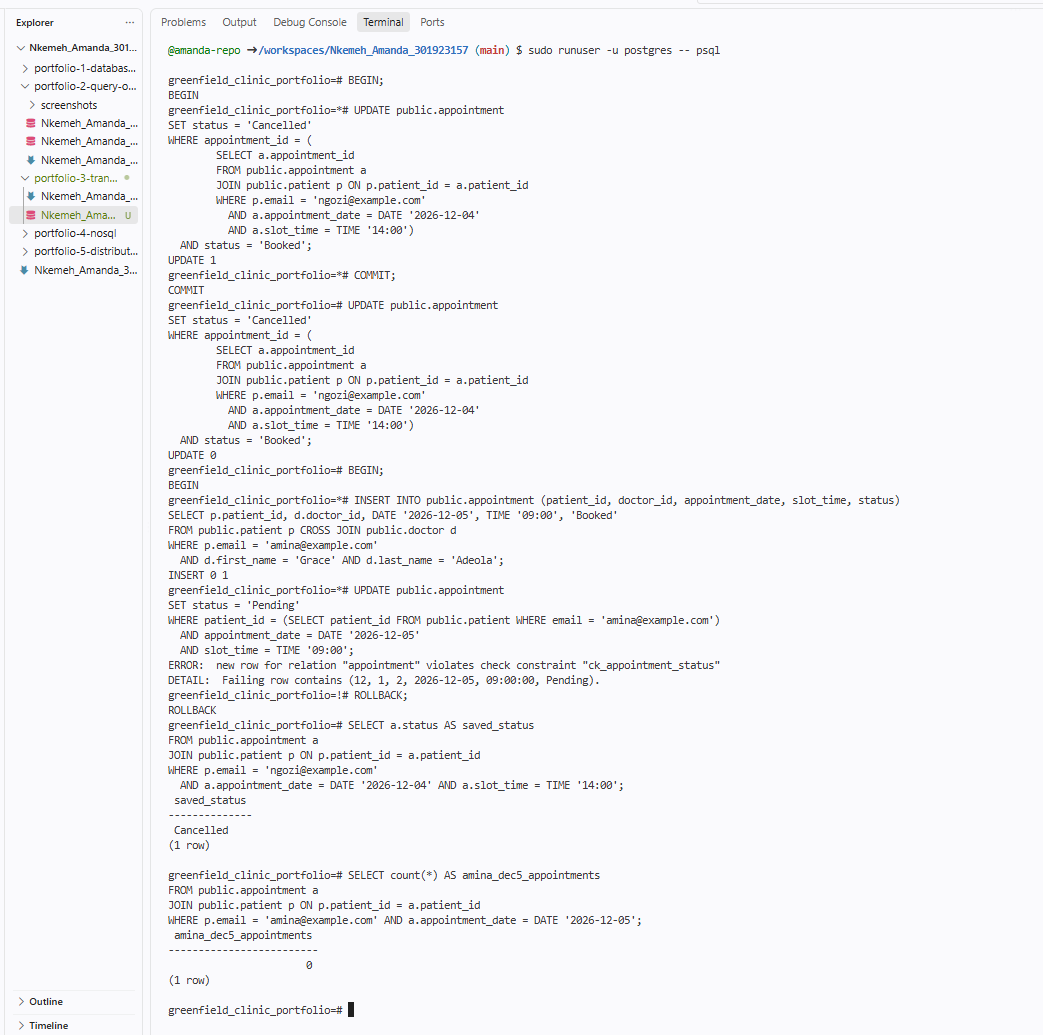 Explorer
···
Nkemeh_Amanda_301...
portfolio-1-databas...
portfolio-2-query-o...
screenshots
Nkemeh_Amanda_...
Nkemeh_Amanda_...
Nkemeh_Amanda_...
portfolio-3-tran...
Nkemeh_Amanda_...
Nkemeh_Ama... U
portfolio-4-nosql
portfolio-5-distribut...
Nkemeh_Amanda_3...
Outline
Timeline
Problems Output Debug Console Terminal Ports
@amanda-repo ➔/workspaces/Nkemeh_Amanda_301923157 (main) $ sudo runuser -u postgres -- psql
greenfield_clinic_portfolio=# BEGIN;
BEGIN
greenfield_clinic_portfolio=*# UPDATE public.appointment
SET status = 'Cancelled'
WHERE appointment_id = (
        SELECT a.appointment_id
        FROM public.appointment a
        JOIN public.patient p ON p.patient_id = a.patient_id
        WHERE p.email = 'ngozi@example.com'
          AND a.appointment_date = DATE '2026-12-04'
          AND a.slot_time = TIME '14:00')
  AND status = 'Booked';
UPDATE 1
greenfield_clinic_portfolio=*# COMMIT;
COMMIT
greenfield_clinic_portfolio=# UPDATE public.appointment
SET status = 'Cancelled'
WHERE appointment_id = (
        SELECT a.appointment_id
        FROM public.appointment a
        JOIN public.patient p ON p.patient_id = a.patient_id
        WHERE p.email = 'ngozi@example.com'
          AND a.appointment_date = DATE '2026-12-04'
          AND a.slot_time = TIME '14:00')
  AND status = 'Booked';
UPDATE 0
greenfield_clinic_portfolio=# BEGIN;
BEGIN
greenfield_clinic_portfolio=*# INSERT INTO public.appointment (patient_id, doctor_id, appointment_date, slot_time, status)
SELECT p.patient_id, d.doctor_id, DATE '2026-12-05', TIME '09:00', 'Booked'
FROM public.patient p CROSS JOIN public.doctor d
WHERE p.email = 'amina@example.com'
  AND d.first_name = 'Grace' AND d.last_name = 'Adeola';
INSERT 0 1
greenfield_clinic_portfolio=*# UPDATE public.appointment
SET status = 'Pending'
WHERE patient_id = (SELECT patient_id FROM public.patient WHERE email = 'amina@example.com')
  AND appointment_date = DATE '2026-12-05'
  AND slot_time = TIME '09:00';
ERROR:  new row for relation "appointment" violates check constraint "ck_appointment_status"
DETAIL:  Failing row contains (12, 1, 2, 2026-12-05, 09:00:00, Pending).
greenfield_clinic_portfolio=!# ROLLBACK;
ROLLBACK
greenfield_clinic_portfolio=# SELECT a.status AS saved_status
FROM public.appointment a
JOIN public.patient p ON p.patient_id = a.patient_id
WHERE p.email = 'ngozi@example.com'
  AND a.appointment_date = DATE '2026-12-04' AND a.slot_time = TIME '14:00';
 saved_status
--------------
 Cancelled
(1 row)
greenfield_clinic_portfolio=# SELECT count(*) AS amina_dec5_appointments
FROM public.appointment a
JOIN public.patient p ON p.patient_id = a.patient_id
WHERE p.email = 'amina@example.com' AND a.appointment_date = DATE '2026-12-05';
 amina_dec5_appointments
-------------------------
                       0
(1 row)
greenfield_clinic_portfolio=#